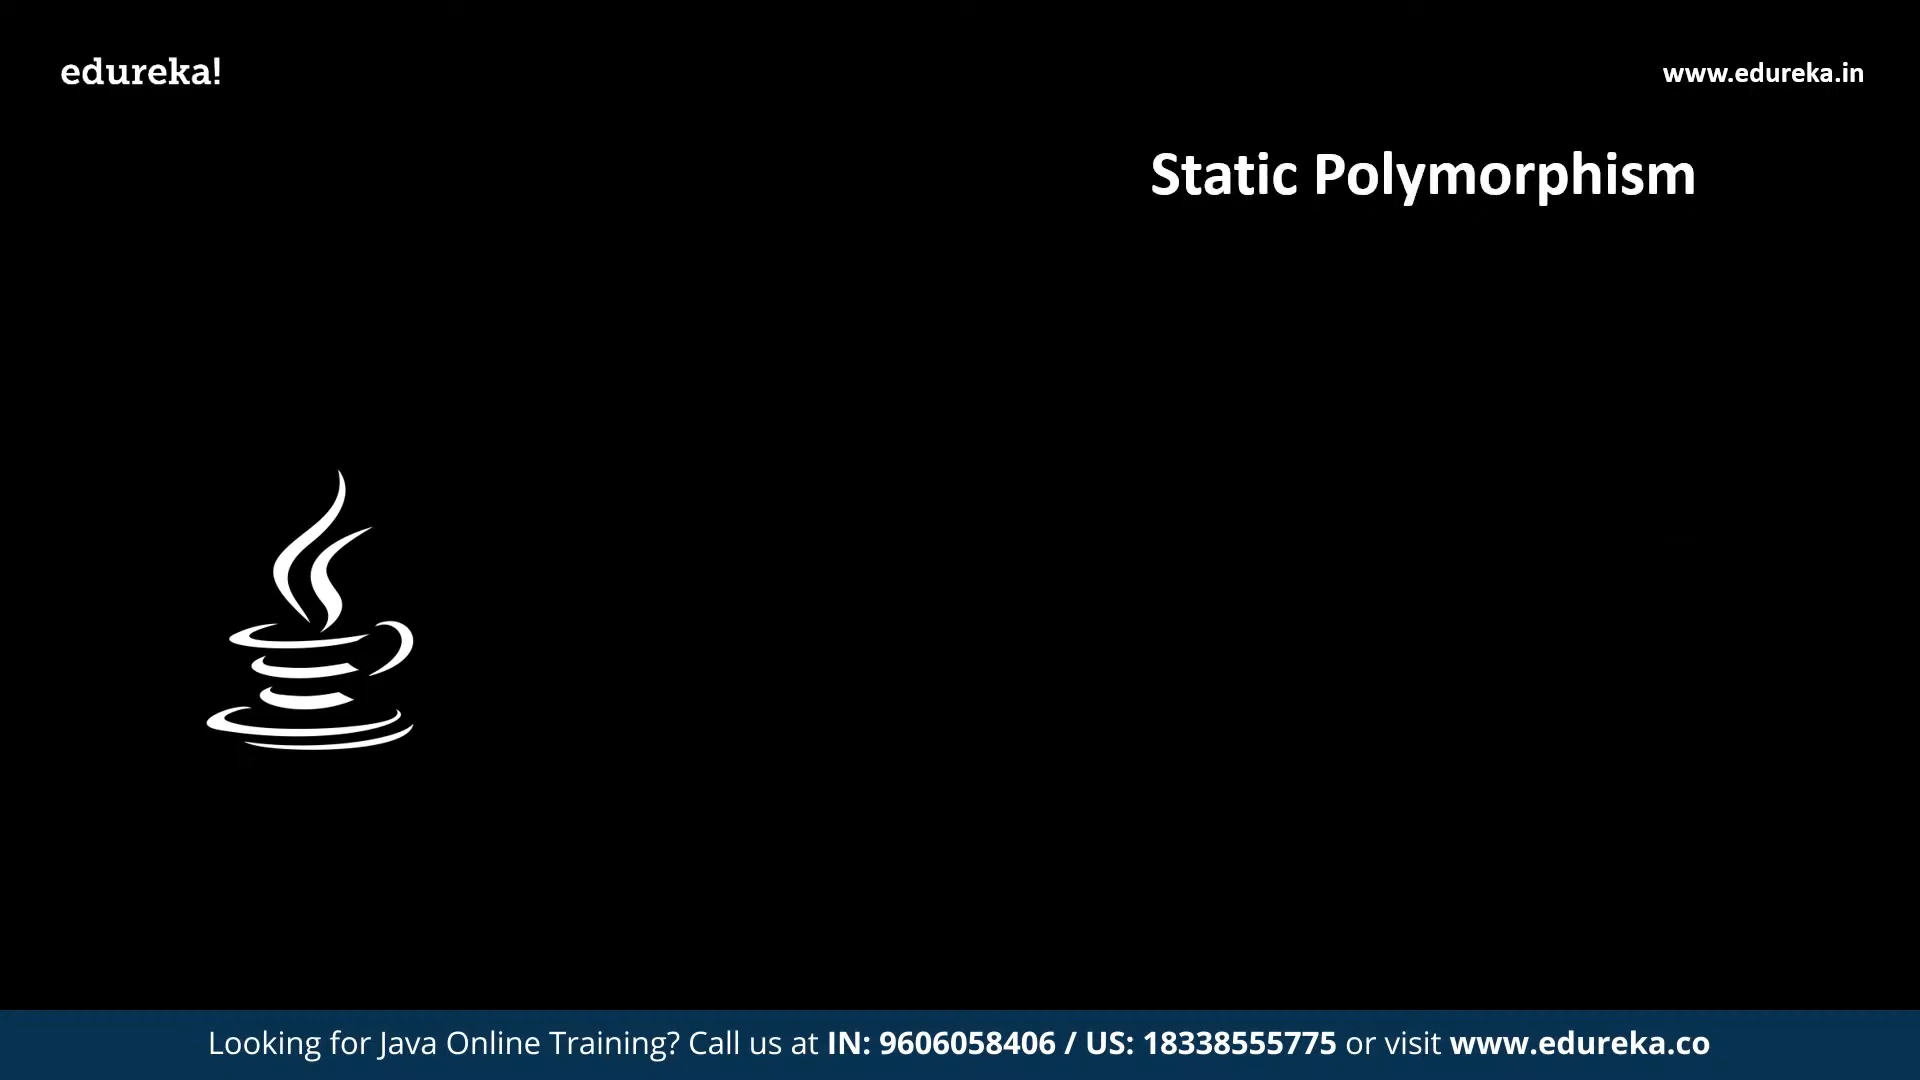 edureka!
www.edureka.in
Static Polymorphism
Looking for Java Online Training? Call us at IN: 9606058406 / US: 18338555775 or visit www.edureka.co